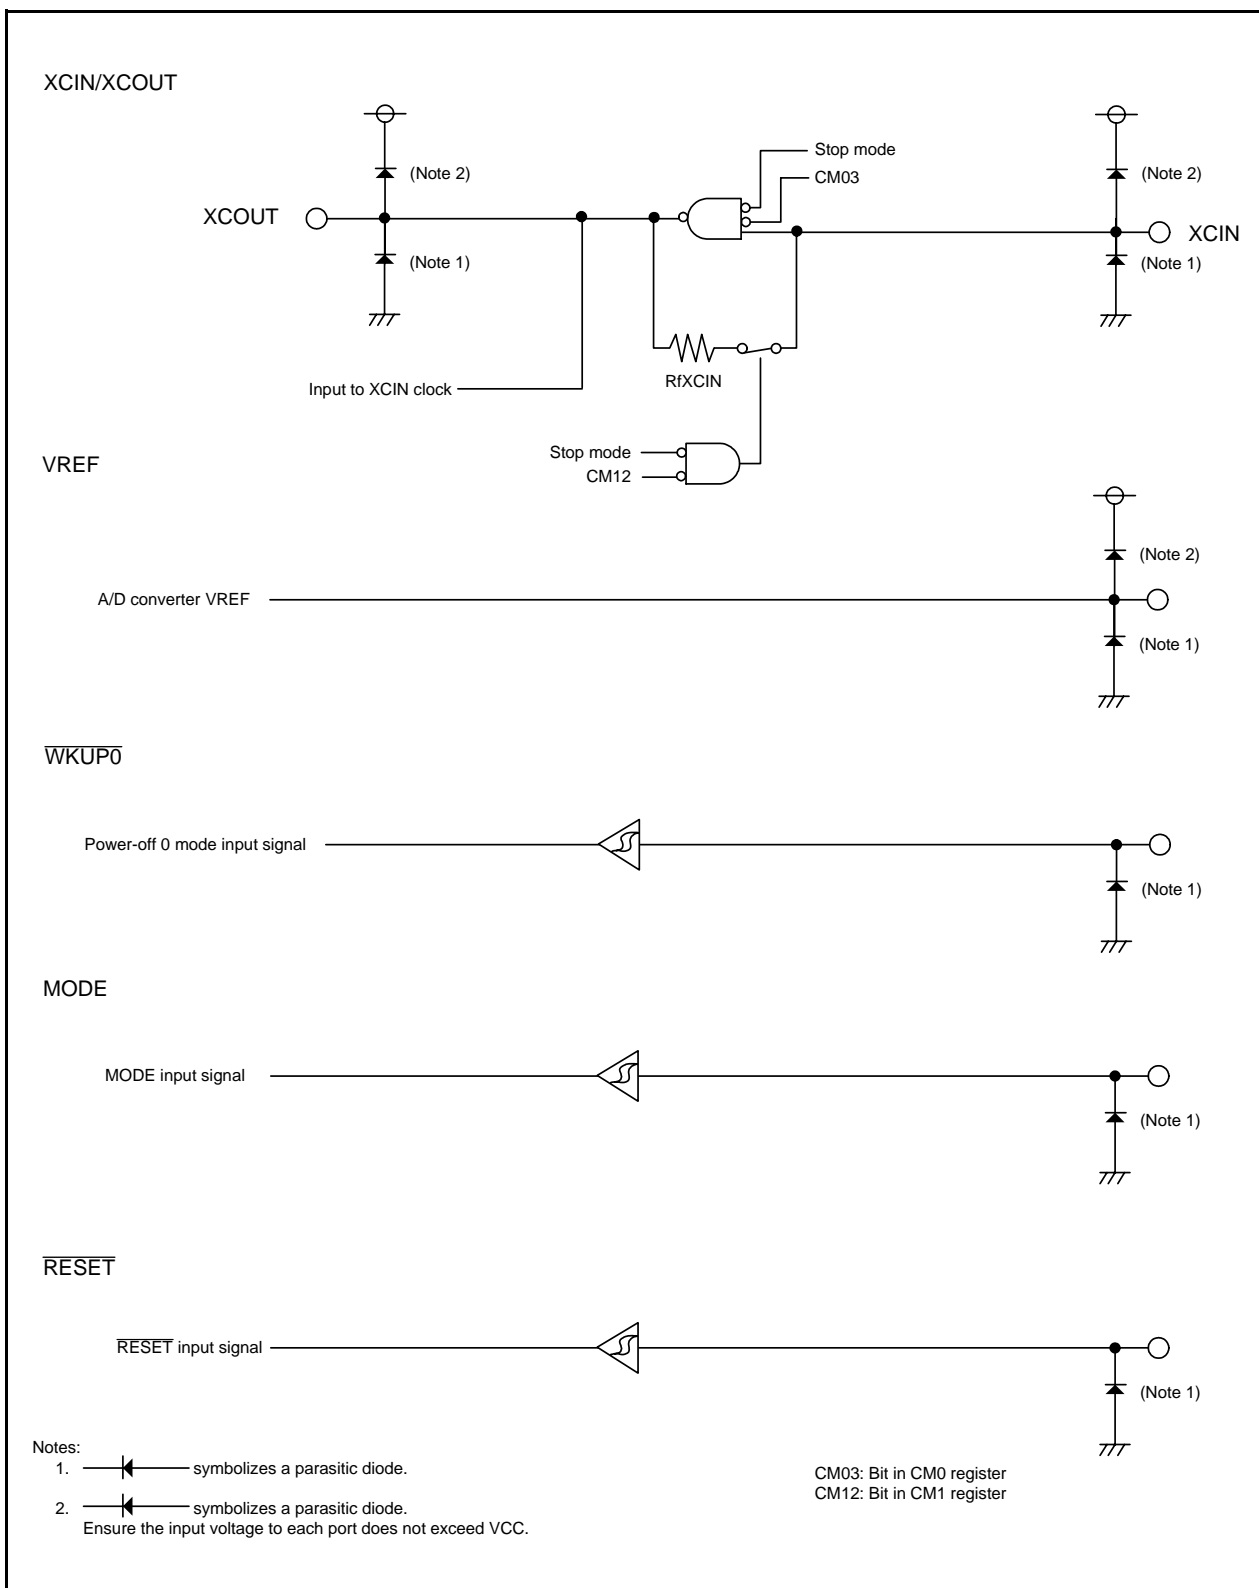 XCIN/XCOUT
Stop mode
CM03
(Note 2)
(Note 2)
XCOUT
XCIN
(Note 1)
(Note 1)
RfXCIN
Input to XCIN clock
Stop mode
CM12
VREF
(Note 2)
A/D converter VREF
(Note 1)
WKUP0
Power-off 0 mode input signal
(Note 1)
MODE
MODE input signal
(Note 1)
RESET
RESET input signal
(Note 1)
Notes:
1. symbolizes a parasitic diode.
2. symbolizes a parasitic diode.
Ensure the input voltage to each port does not exceed VCC.
CM03: Bit in CM0 register
CM12: Bit in CM1 register